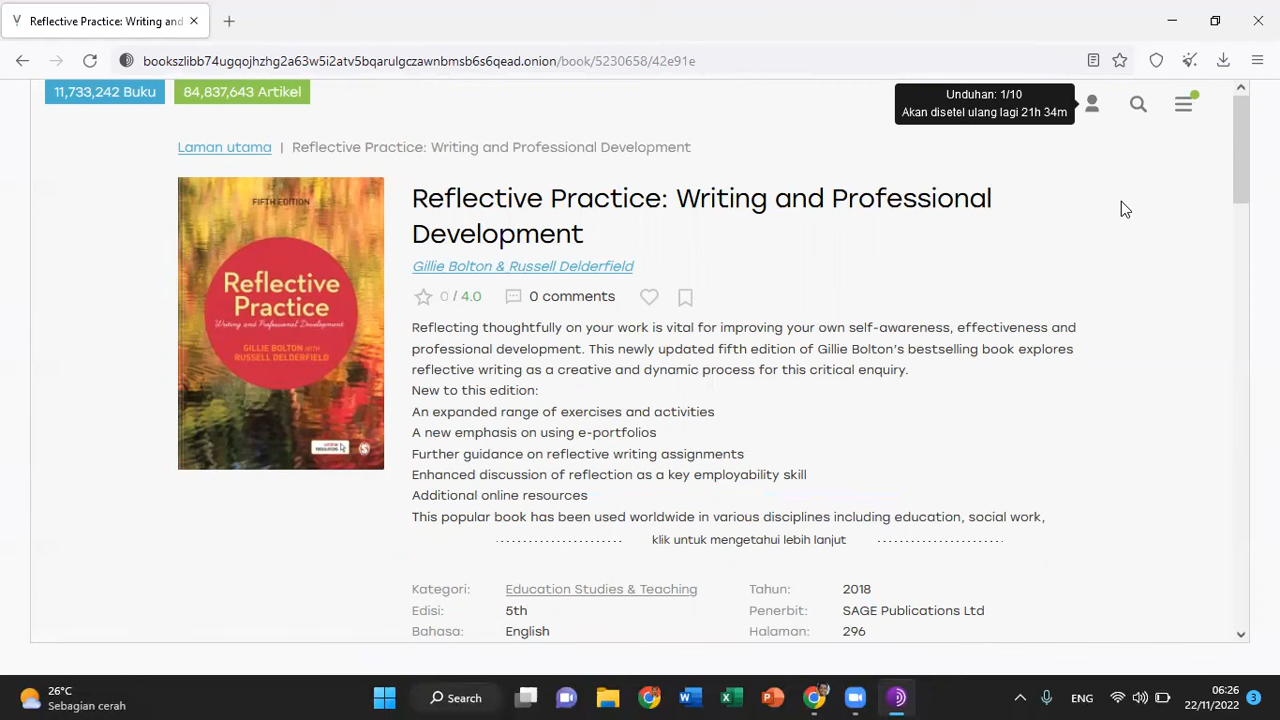 Reflective Practice: Writing and
bookszlibb74ugqojhzhg2a63w5i2atv5bqarulgczawnbmsb6s6qead.onion/book/5230658/42e91e
11,733,242 Buku 84,837,643 Artikel
Unduhan: 1/10
Akan disetel ulang lagi 21h 34m
Laman utama | Reflective Practice: Writing and Professional Development
FIFTH EDITION
Reflective
Practice
Writing and Professional Development
GILLIE BOLTON WITH
RUSSELL DELDERFIELD
Reflective Practice: Writing and Professional
Development
Gillie Bolton & Russell Delderfield
0 / 4.0 0 comments
Reflecting thoughtfully on your work is vital for improving your own self-awareness, effectiveness and
professional development. This newly updated fifth edition of Gillie Bolton's bestselling book explores
reflective writing as a creative and dynamic process for this critical enquiry.
New to this edition:
An expanded range of exercises and activities
A new emphasis on using e-portfolios
Further guidance on reflective writing assignments
Enhanced discussion of reflection as a key employability skill
Additional online resources
This popular book has been used worldwide in various disciplines including education, social work,
klik untuk mengetahui lebih lanjut
Kategori: Education Studies & Teaching Tahun: 2018
Edisi: 5th Penerbit: SAGE Publications Ltd
Bahasa: English Halaman: 296
26°C
Sebagian cerah
Search
ENG
06:26
22/11/2022
3